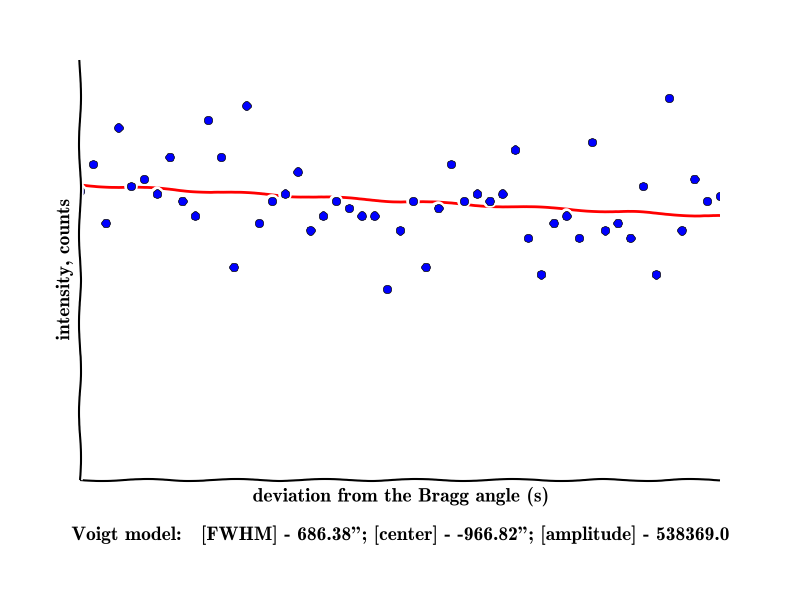 intensity, counts
deviation from the Bragg angle (s)
Voigt model: [FWHM] - 686.38”; [center] - -966.82”; [amplitude] - 538369.0